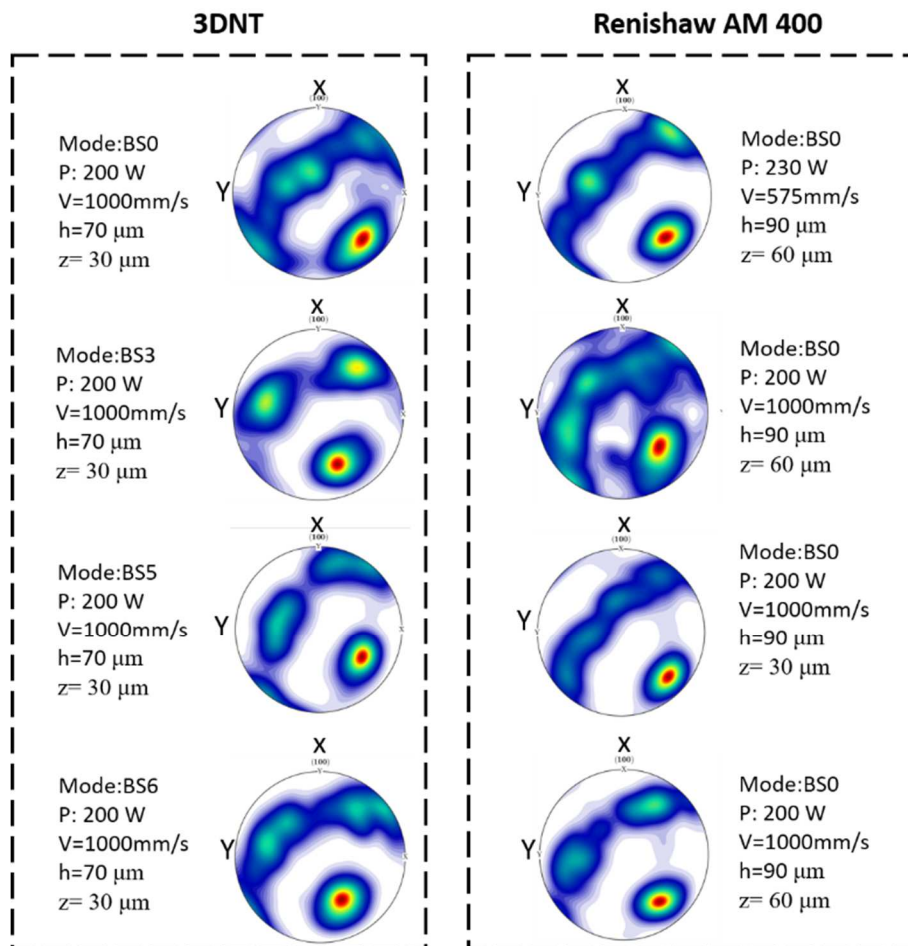 3DNT
Renishaw AM 400
X
(100)
Y
Y
X
Mode:BS0
P: 200 W
V=1000mm/s
h=70 µm
z= 30 µm
X
(100)
Y
Y
X
Mode:BS0
P: 230 W
V=575mm/s
h=90 µm
z= 60 µm
X
(100)
Y
Y
X
Mode:BS3
P: 200 W
V=1000mm/s
h=70 µm
z= 30 µm
X
(100)
Y
Y
Mode:BS0
P: 200 W
V=1000mm/s
h=90 µm
z= 60 µm
X
(100)
Y
Y
X
Mode:BS5
P: 200 W
V=1000mm/s
h=70 µm
z= 30 µm
X
(100)
Y
Y
Mode:BS0
P: 200 W
V=1000mm/s
h=90 µm
z= 30 µm
X
(100)
Y
Y
X
Mode:BS6
P: 200 W
V=1000mm/s
h=70 µm
z= 30 µm
X
(100)
Y
Y
Mode:BS0
P: 200 W
V=1000mm/s
h=90 µm
z= 60 µm